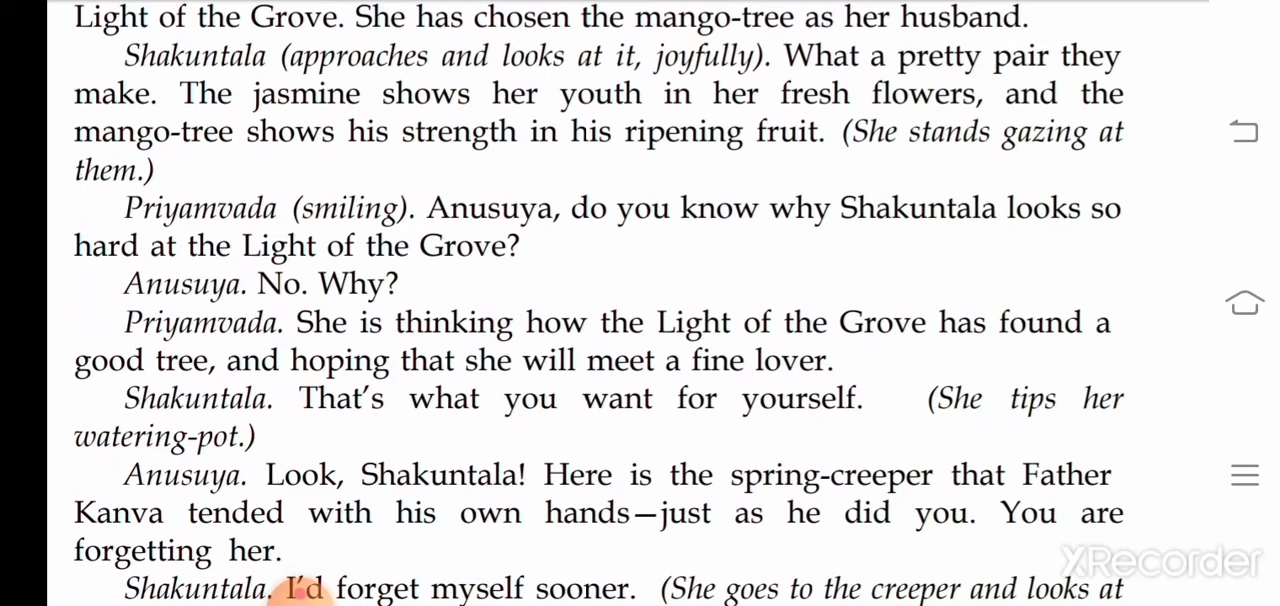 Light of the Grove. She has chosen the mango-tree as her husband.
Shakuntala (approaches and looks at it, joyfully). What a pretty pair they
make. The jasmine shows her youth in her fresh flowers, and the
mango-tree shows his strength in his ripening fruit. (She stands gazing at
them.)
Priyamvada (smiling). Anusuya, do you know why Shakuntala looks so
hard at the Light of the Grove?
Anusuya. No. Why?
Priyamvada. She is thinking how the Light of the Grove has found a
good tree, and hoping that she will meet a fine lover.
Shakuntala. That's what you want for yourself. (She tips her
watering-pot.)
Anusuya. Look, Shakuntala! Here is the spring-creeper that Father
Kanva tended with his own hands—just as he did you. You are
forgetting her.
Shakuntala. I'd forget myself sooner. (She goes to the creeper and looks at
XRecorder